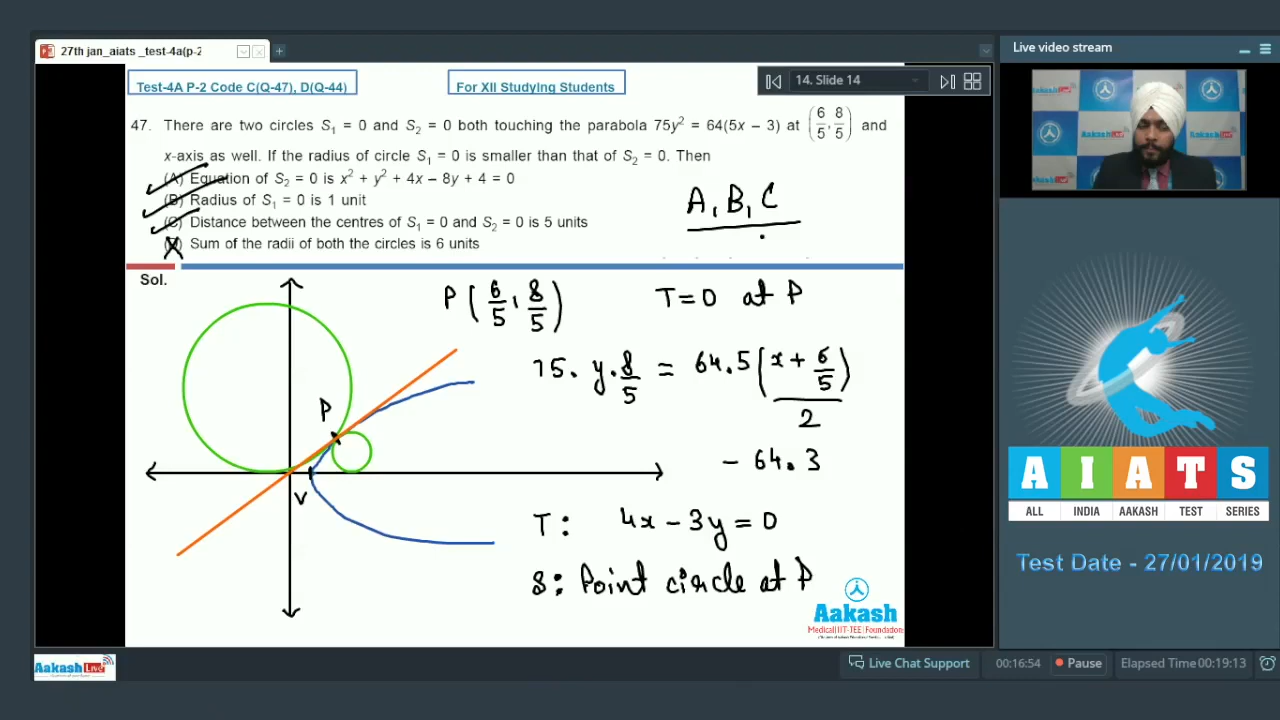 27th jan_aiats _test-4a(p-2
Live video stream
14. Slide 14
Test-4A P-2 Code C(Q-47), D(Q-44)
For XII Studying Students
47. There are two circles S₁ = 0 and S₂ = 0 both touching the parabola 75y² = 64(5x − 3) at (6/5, 8/5) and
x-axis as well. If the radius of circle S₁ = 0 is smaller than that of S₂ = 0. Then
(A) Equation of S₂ = 0 is x² + y² + 4x − 8y + 4 = 0
(B) Radius of S₁ = 0 is 1 unit
(C) Distance between the centres of S₁ = 0 and S₂ = 0 is 5 units
Sum of the radii of both the circles is 6 units
A, B, C
Sol.
P (6/5, 8/5) T = 0 at P
75. y. 8/5 = 64.5 (x + 6/5)/2
− 64.3
P
V
T: 4x − 3y = 0
S: Point circle at P
Aakash
Medical|IIT-JEE|Foundations
A I A T S
ALL INDIA AAKASH TEST SERIES
Test Date - 27/01/2019
Aakash Live
Live Chat Support
00:16:54
Pause
Elapsed Time 00:19:13